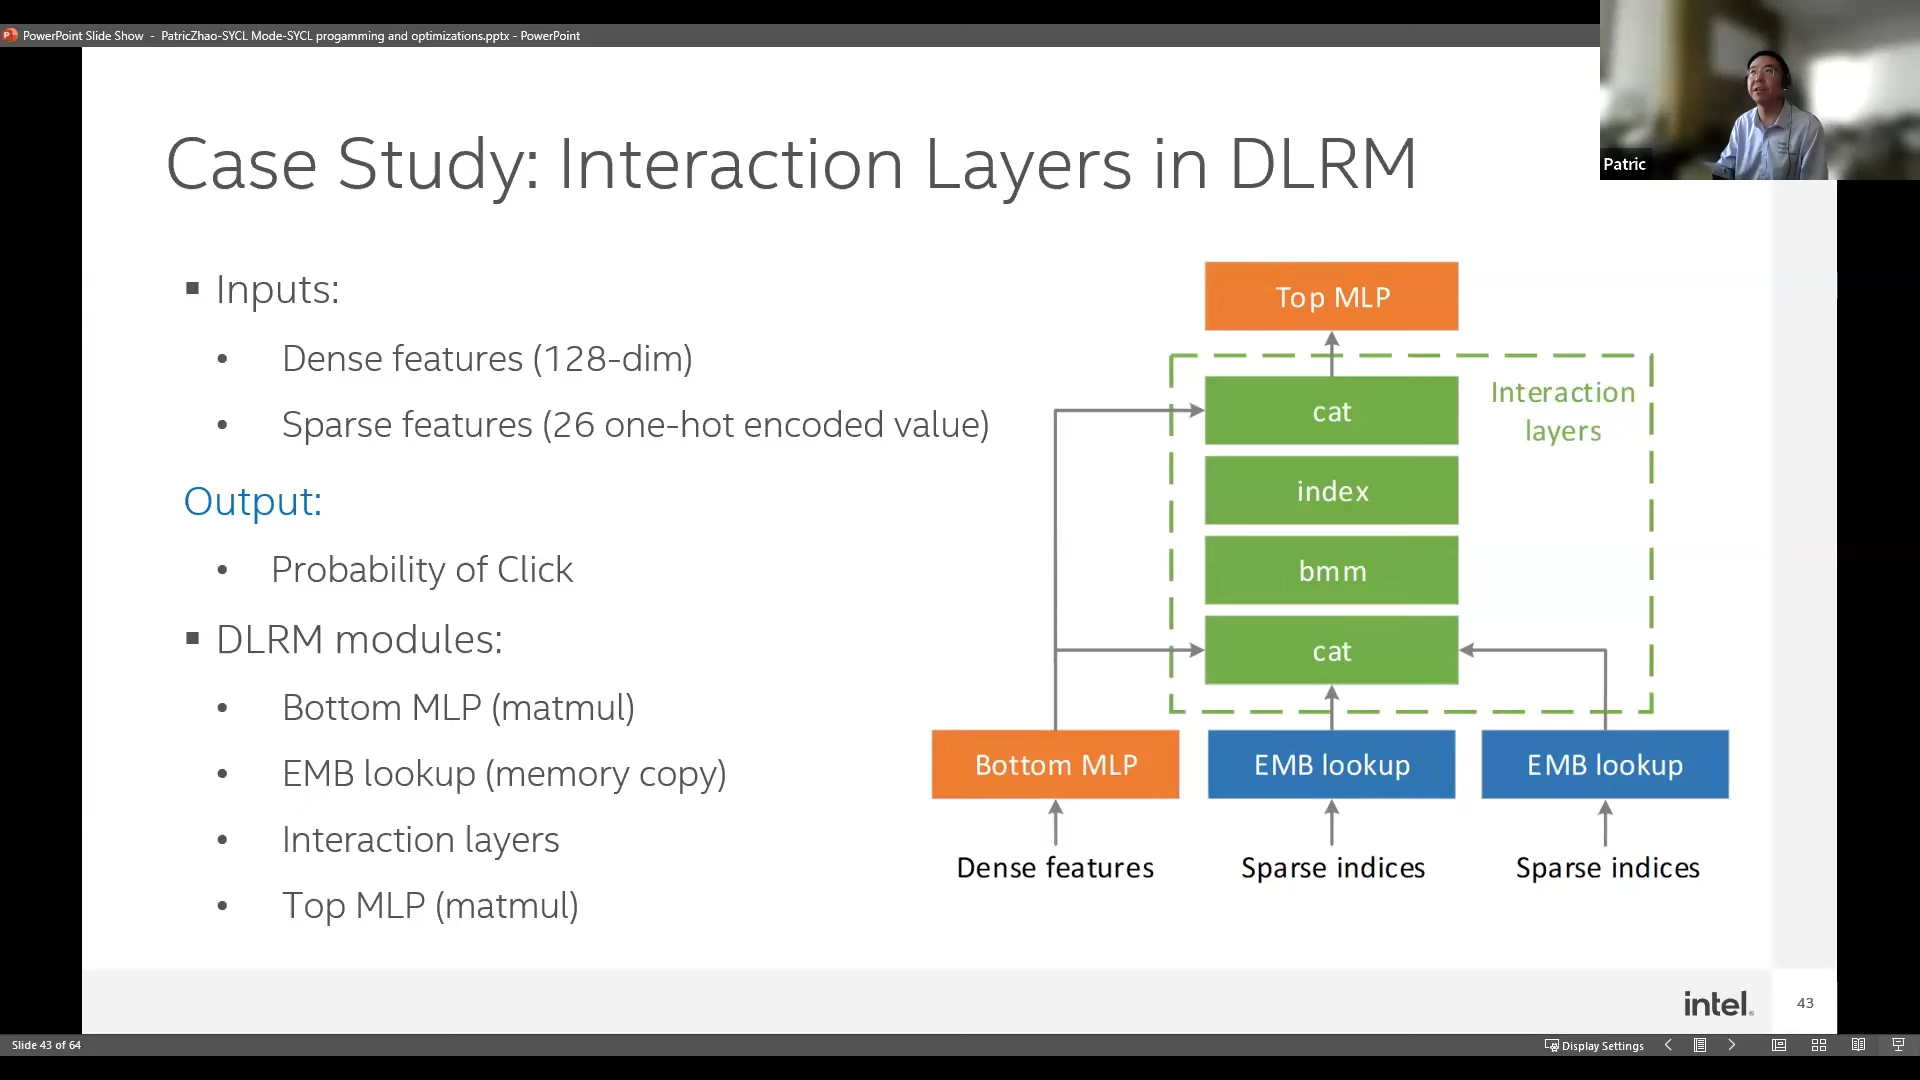 PowerPoint Slide Show - PatricZhao-SYCL Mode-SYCL progamming and optimizations.pptx - PowerPoint
Patric
Case Study: Interaction Layers in DLRM
▪ Inputs:
• Dense features (128-dim)
• Sparse features (26 one-hot encoded value)
Output:
• Probability of Click
▪ DLRM modules:
• Bottom MLP (matmul)
• EMB lookup (memory copy)
• Interaction layers
• Top MLP (matmul)
Top MLP
Interaction
layers
cat
index
bmm
cat
Bottom MLP
EMB lookup
EMB lookup
Dense features
Sparse indices
Sparse indices
intel.
43
Slide 43 of 64
Display Settings